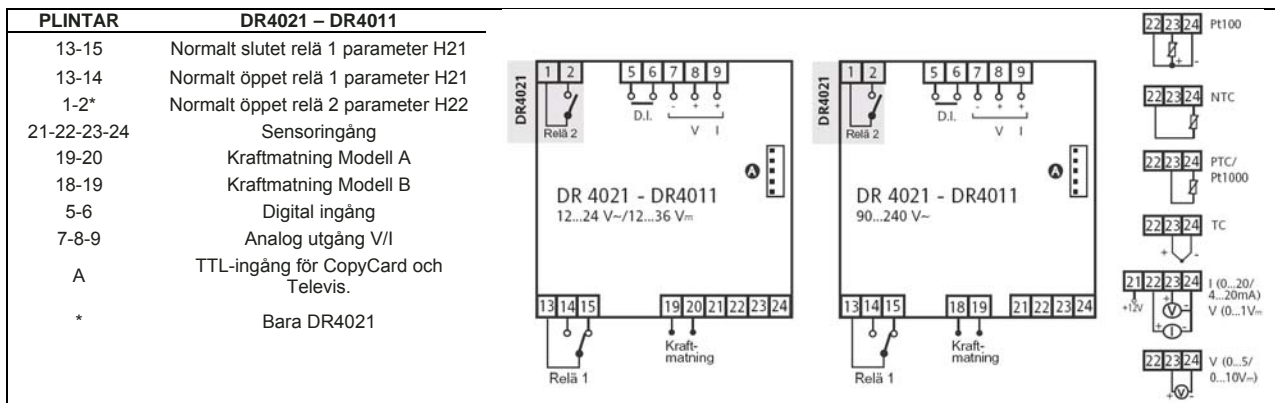 PLINTAR DR4021 – DR4011
13-15 Normalt slutet relä 1 parameter H21
13-14 Normalt öppet relä 1 parameter H21
1-2* Normalt öppet relä 2 parameter H22
21-22-23-24 Sensoringång
19-20 Kraftmatning Modell A
18-19 Kraftmatning Modell B
5-6 Digital ingång
7-8-9 Analog utgång V/I
A TTL-ingång för CopyCard och
Televis.
* Bara DR4021
DR4021
1 2 5 6 7 8 9
- + +
D.I.
V I
Relä 2
A
DR 4021 - DR4011
12...24 V~/12...36 V⎓
13 14 15 19 20 21 22 23 24
Kraft-
matning
Relä 1
DR4021
1 2 5 6 7 8 9
- + +
D.I.
V I
Relä 2
A
DR 4021 - DR4011
90...240 V~
13 14 15 18 19 21 22 23 24
Kraft-
matning
Relä 1
22 23 24 Pt100
+ -
22 23 24 NTC
22 23 24 PTC/
Pt1000
22 23 24 TC
+ -
21 22 23 24 I (0...20/
4...20mA)
+12V V (0...1V⎓
+ V -
+ I -
22 23 24 V (0...5/
0...10V⎓)
+ V -